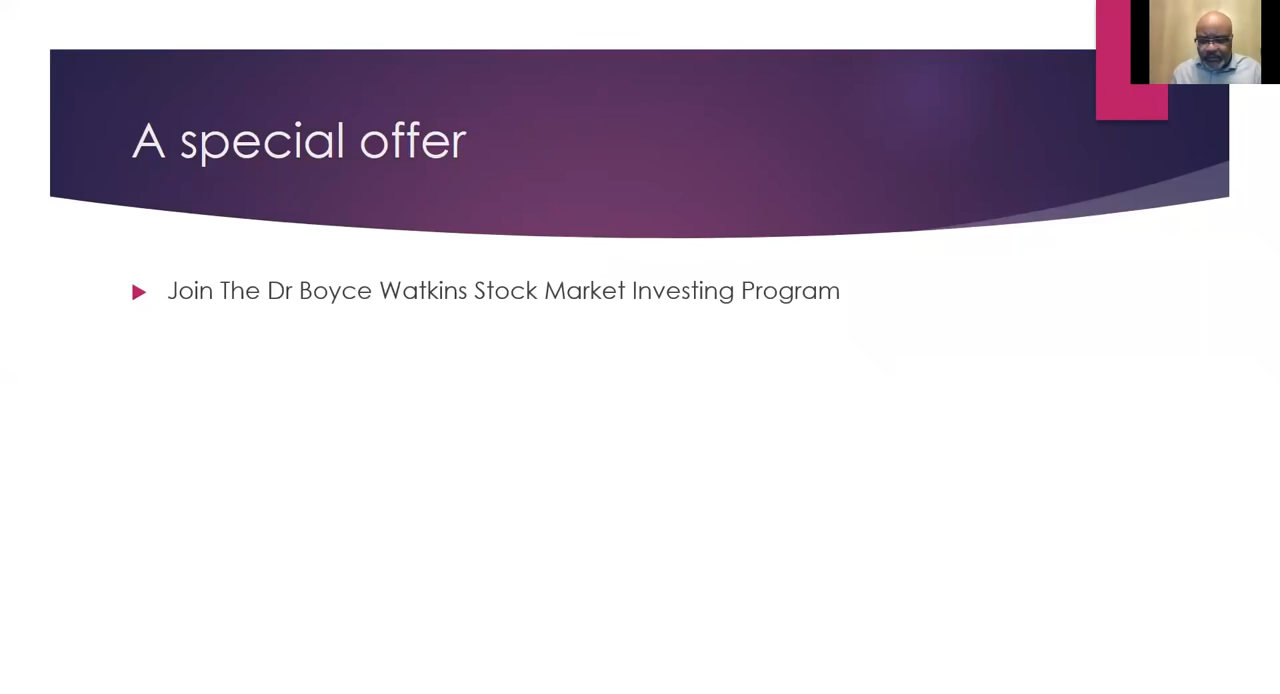 A special offer
Join The Dr Boyce Watkins Stock Market Investing Program